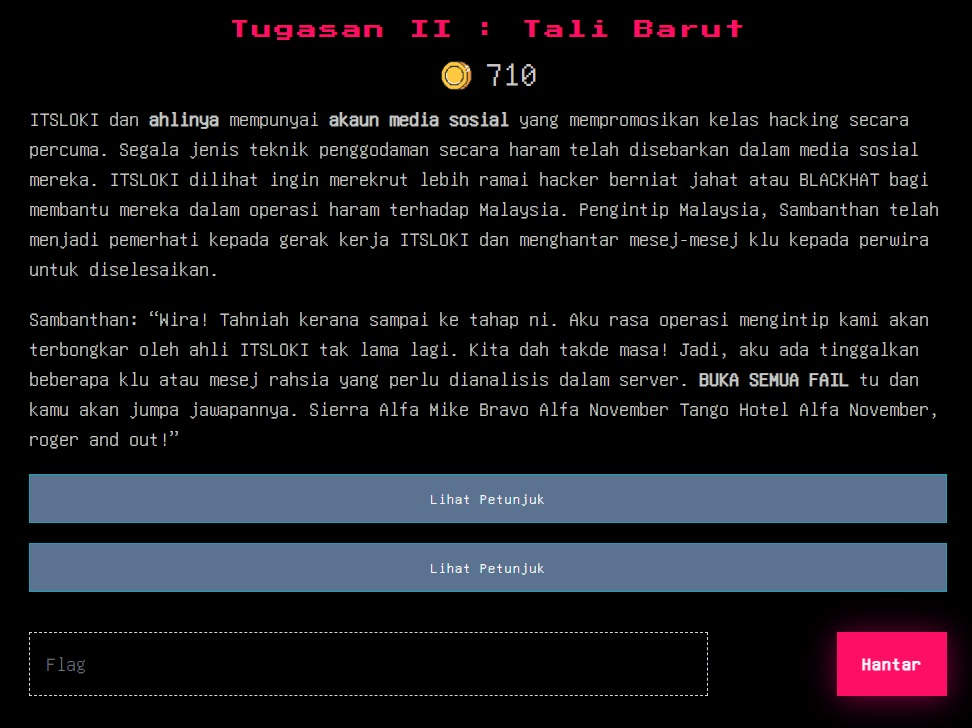 Tugasan II : Tali Barut
710
ITSLOKI dan ahlinya mempunyai akaun media sosial yang mempromosikan kelas hacking secara
percuma. Segala jenis teknik penggodaman secara haram telah disebarkan dalam media sosial
mereka. ITSLOKI dilihat ingin merekrut lebih ramai hacker berniat jahat atau BLACKHAT bagi
membantu mereka dalam operasi haram terhadap Malaysia. Pengintip Malaysia, Sambanthan telah
menjadi pemerhati kepada gerak kerja ITSLOKI dan menghantar mesej-mesej klu kepada perwira
untuk diselesaikan.
Sambanthan: “Wira! Tahniah kerana sampai ke tahap ni. Aku rasa operasi mengintip kami akan
terbongkar oleh ahli ITSLOKI tak lama lagi. Kita dah takde masa! Jadi, aku ada tinggalkan
beberapa klu atau mesej rahsia yang perlu dianalisis dalam server. BUKA SEMUA FAIL tu dan
kamu akan jumpa jawapannya. Sierra Alfa Mike Bravo Alfa November Tango Hotel Alfa November,
roger and out!”
Lihat Petunjuk
Lihat Petunjuk
Flag
Hantar